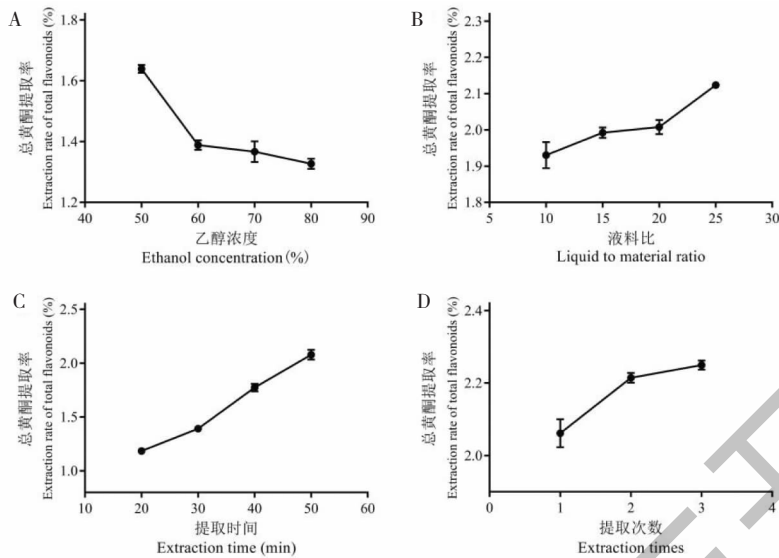 A
总黄酮提取率
Extraction rate of total flavonoids (%)
1.8
1.6
1.4
1.2
40 50 60 70 80 90
乙醇浓度
Ethanol concentration(%)
B
总黄酮提取率
Extraction rate of total flavonoids (%)
2.3
2.2
2.1
2.0
1.9
1.8
5 10 15 20 25 30
液料比
Liquid to material ratio
C
总黄酮提取率
Extraction rate of total flavonoids (%)
2.5
2.0
1.5
1.0
10 20 30 40 50 60
提取时间
Extraction time (min)
D
总黄酮提取率
Extraction rate of total flavonoids (%)
2.4
2.2
2.0
0 1 2 3 4
提取次数
Extraction times